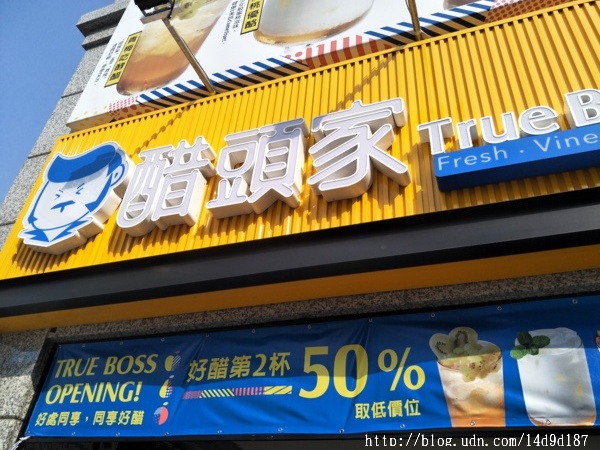 醋頭家
True B
Fresh · Vine
TRUE BOSS
OPENING!
好處同享,同享好醋
好醋第2杯
50%
取低價位
http://blog.udn.com/14d9d187